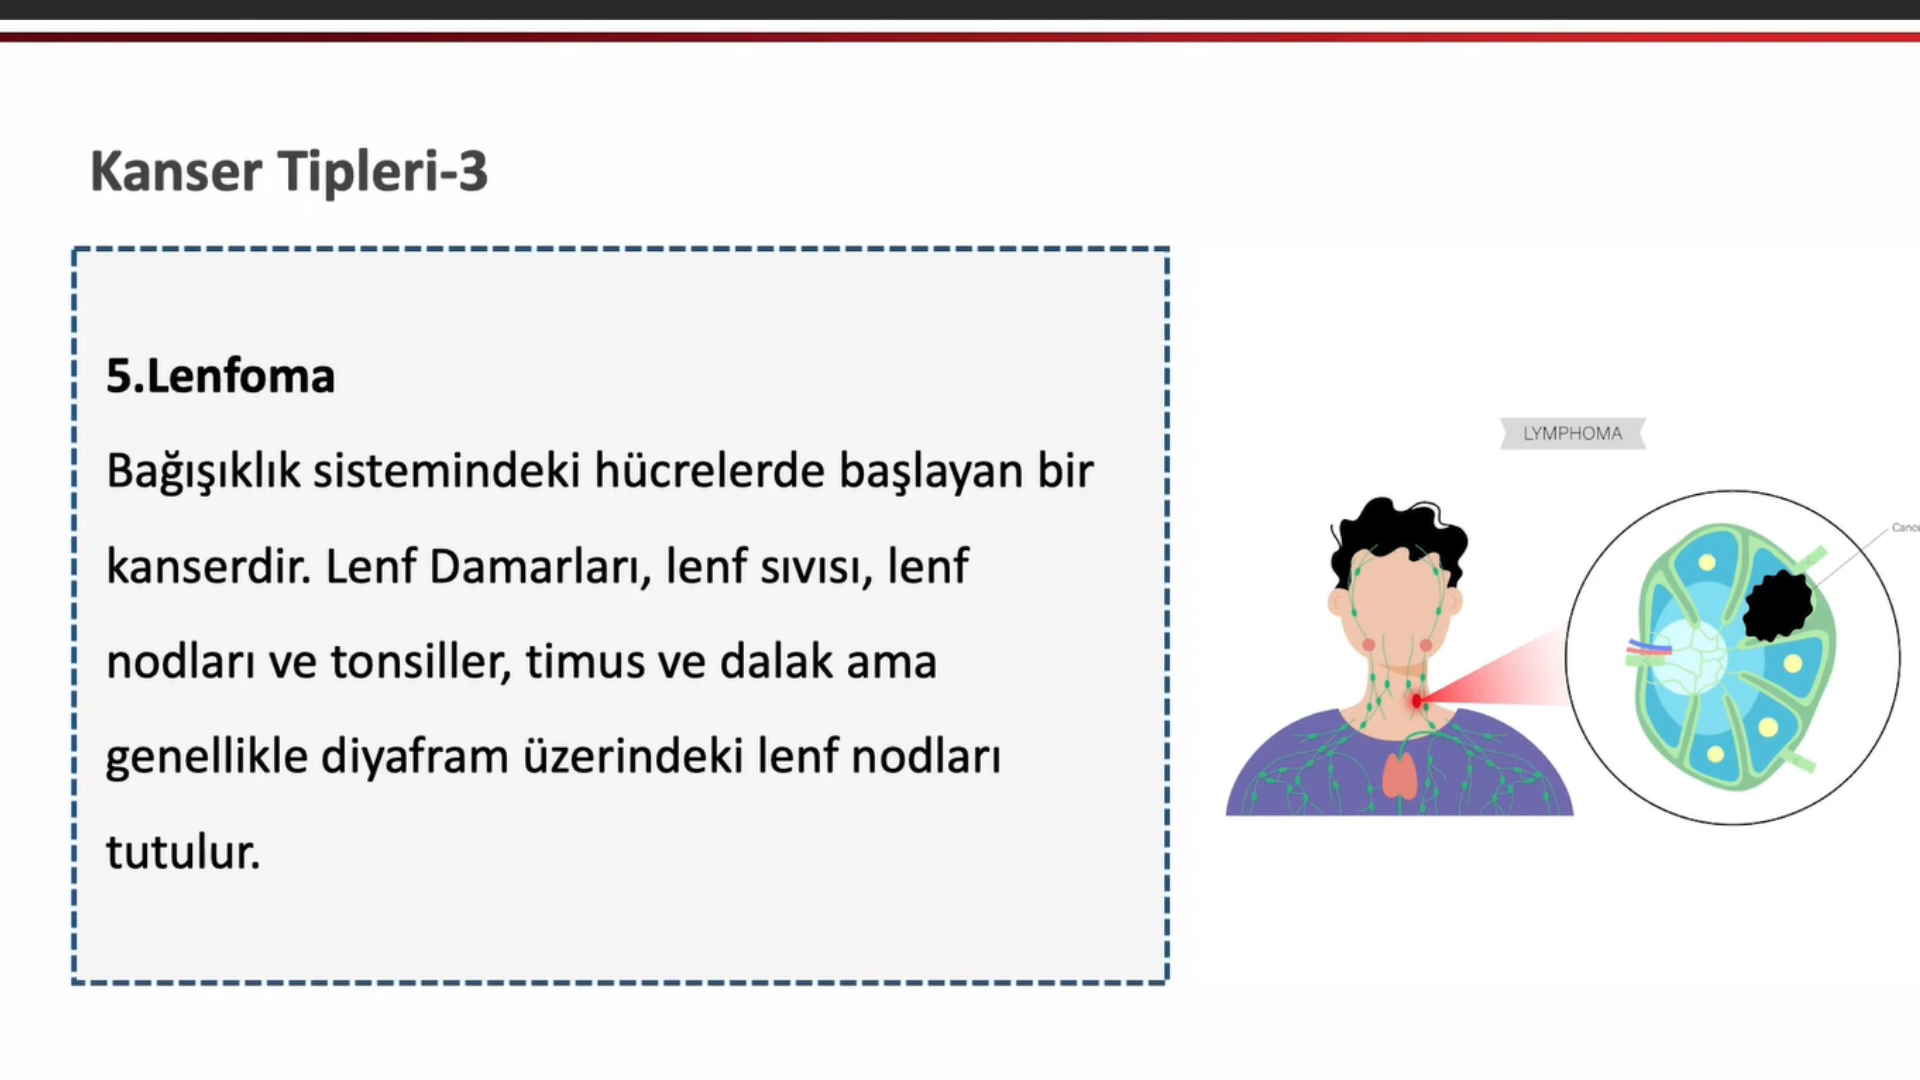 Kanser Tipleri-3
5.Lenfoma
Bağışıklık sistemindeki hücrelerde başlayan bir
kanserdir. Lenf Damarları, lenf sıvısı, lenf
nodları ve tonsiller, timus ve dalak ama
genellikle diyafram üzerindeki lenf nodları
tutulur.
LYMPHOMA